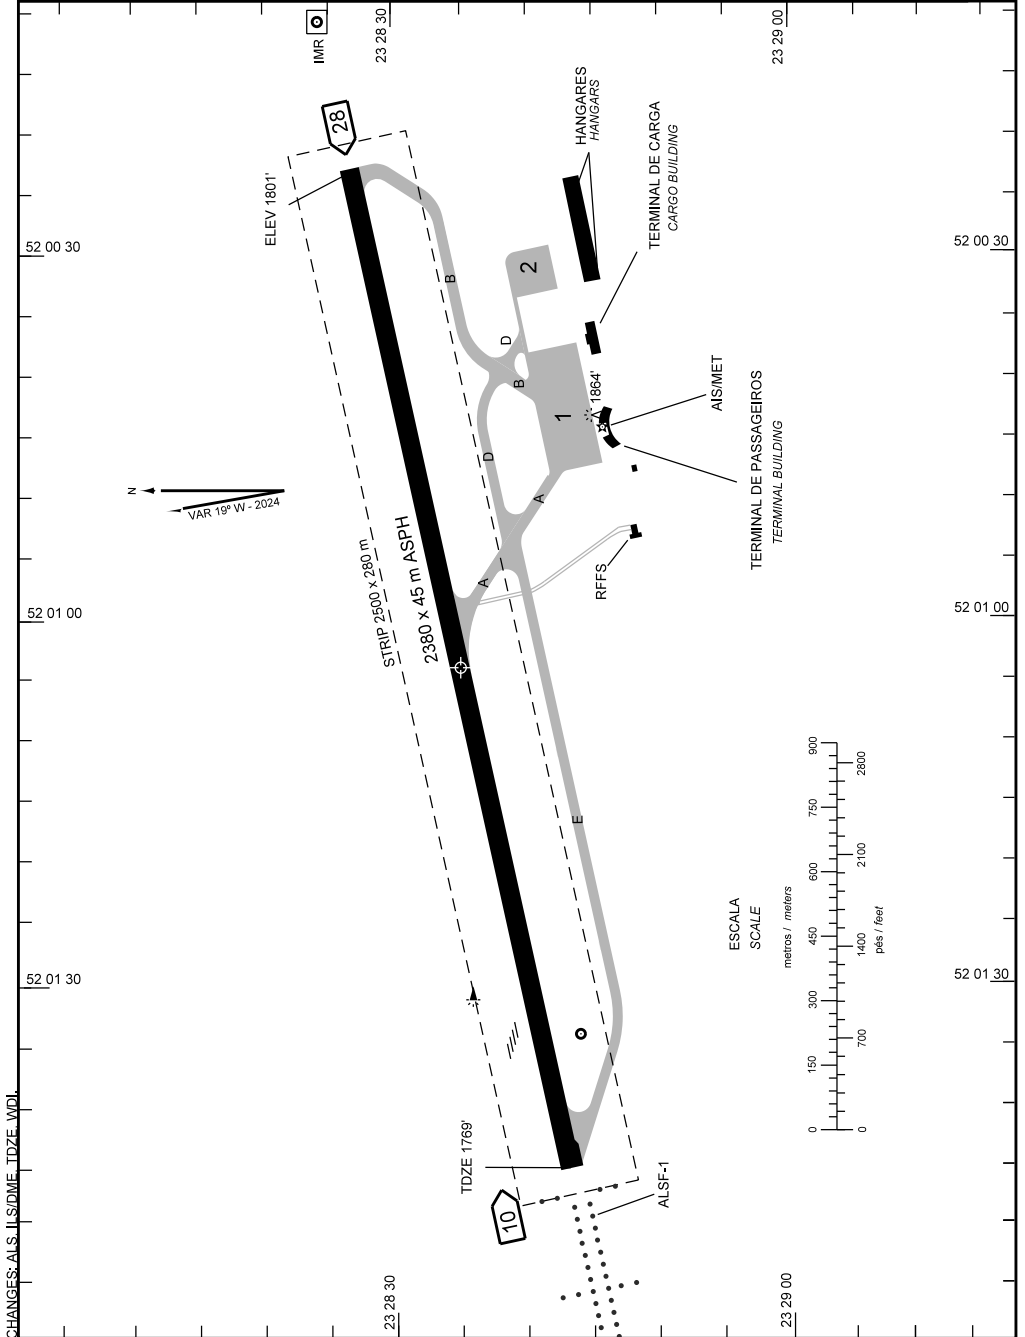 IMR
23 28 30
23 29 00
28
ELEV 1801'
HANGARES
HANGARS
TERMINAL DE CARGA
CARGO BUILDING
52 00 30
52 00 30
B
2
D
B
1864'
1
AIS/MET
TERMINAL DE PASSAGEIROS
TERMINAL BUILDING
D
N
VAR 19° W - 2024
A
STRIP 2500 x 280 m
2380 x 45 m ASPH
A
RFFS
52 01 00
52 01 00
E
ESCALA
SCALE
metros / meters
0 150 300 450 600 750 900
0 700 1400 2100 2800
pés / feet
52 01 30
52 01 30
TDZE 1769'
10
ALSF-1
23 28 30
23 29 00
CHANGES: ALS, ILS/DME, TDZE, WDI.